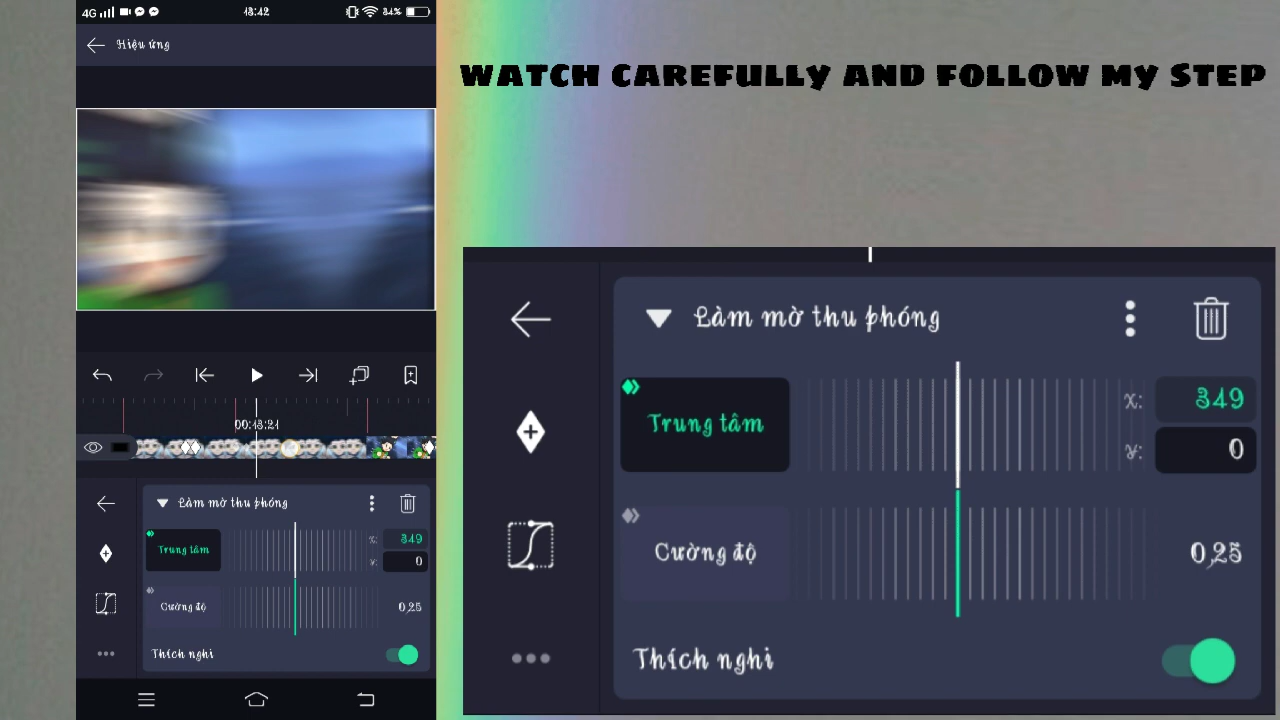 WATCH CAREFULLY AND FOLLOW MY STEP
4G 18:42 34%
Hiệu ứng
00:18:21
Làm mờ thu phóng
Trung tâm
x: 349
y: 0
Cường độ 0,25
Thích nghi
Làm mờ thu phóng
Trung tâm
x: 349
y: 0
Cường độ 0,25
Thích nghi